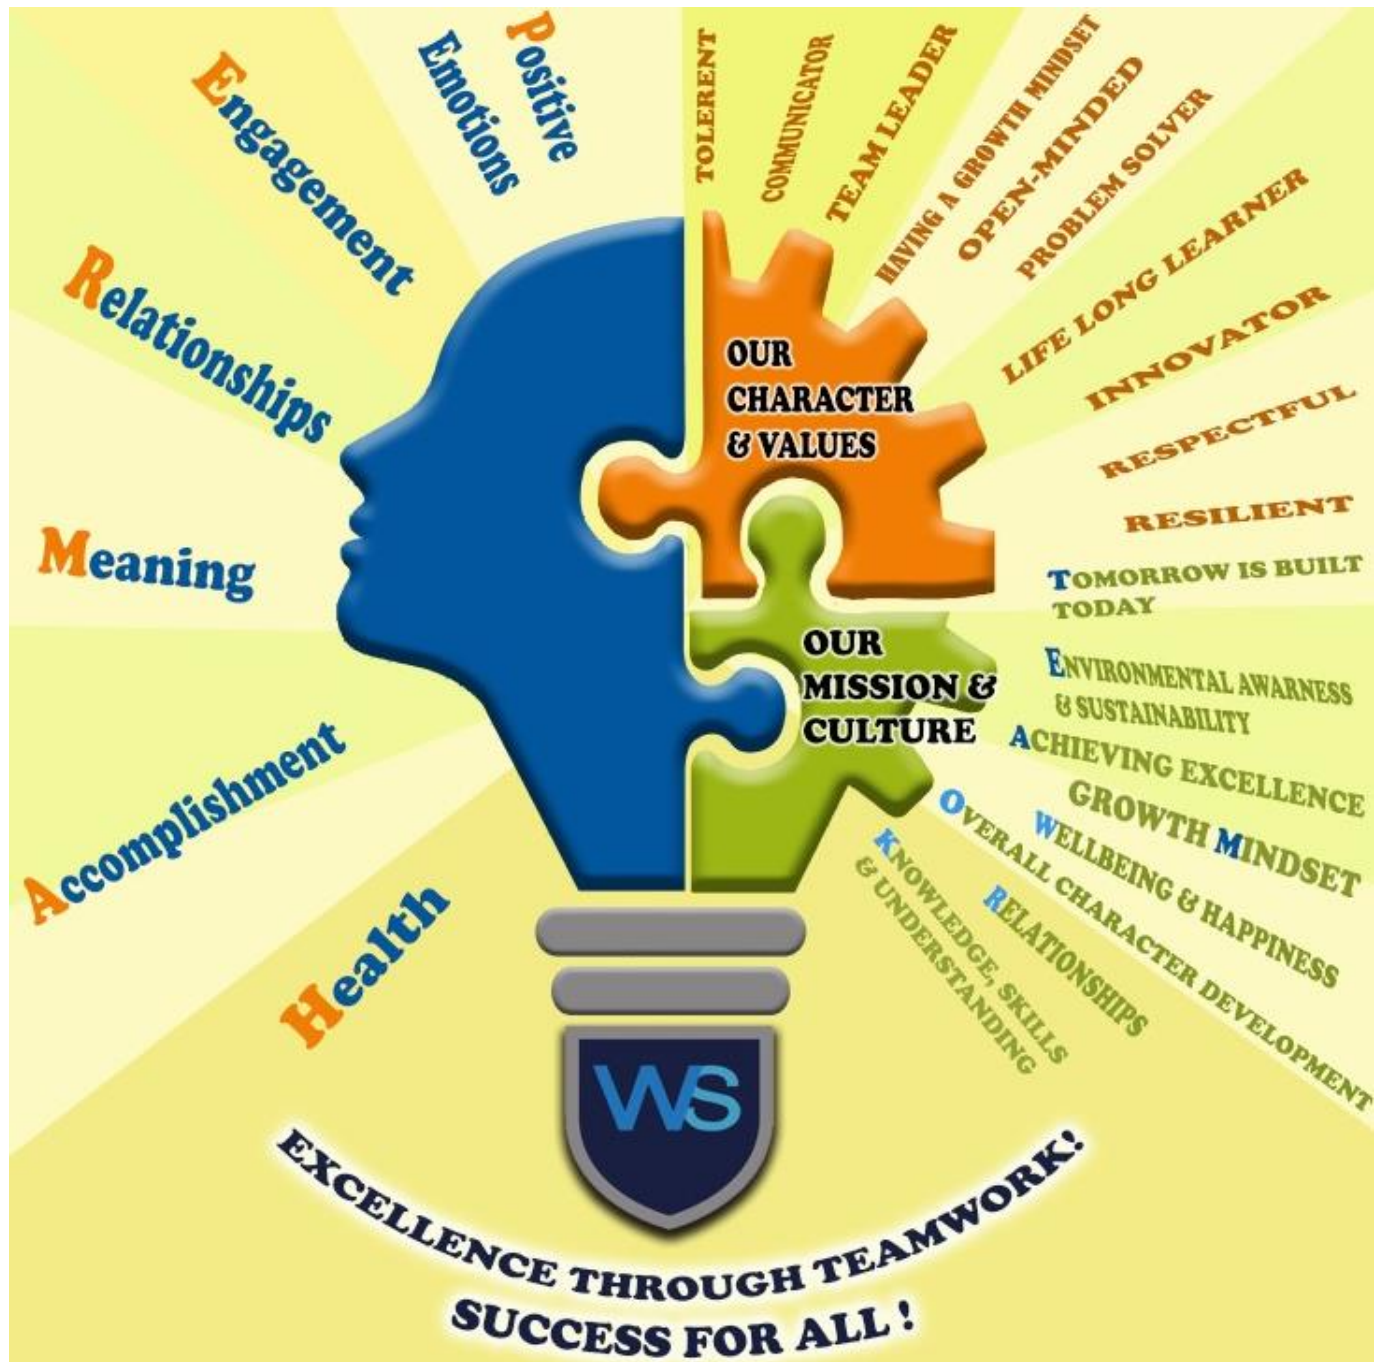 Positive
Emotions
Engagement
Relationships
Meaning
Accomplishment
Health
TOLERENT
COMMUNICATOR
TEAM LEADER
HAVING A GROWTH MINDSET
OPEN-MINDED
PROBLEM SOLVER
LIFE LONG LEARNER
INNOVATOR
RESPECTFUL
RESILIENT
OUR
CHARACTER
& VALUES
OUR
MISSION &
CULTURE
TOMORROW IS BUILT
TODAY
ENVIRONMENTAL AWARNESS
& SUSTAINABILITY
ACHIEVING EXCELLENCE
GROWTH MINDSET
WELLBEING & HAPPINESS
OVERALL CHARACTER DEVELOPMENT
RELATIONSHIPS
KNOWLEDGE, SKILLS
& UNDERSTANDING
WS
EXCELLENCE THROUGH TEAMWORK!
SUCCESS FOR ALL !